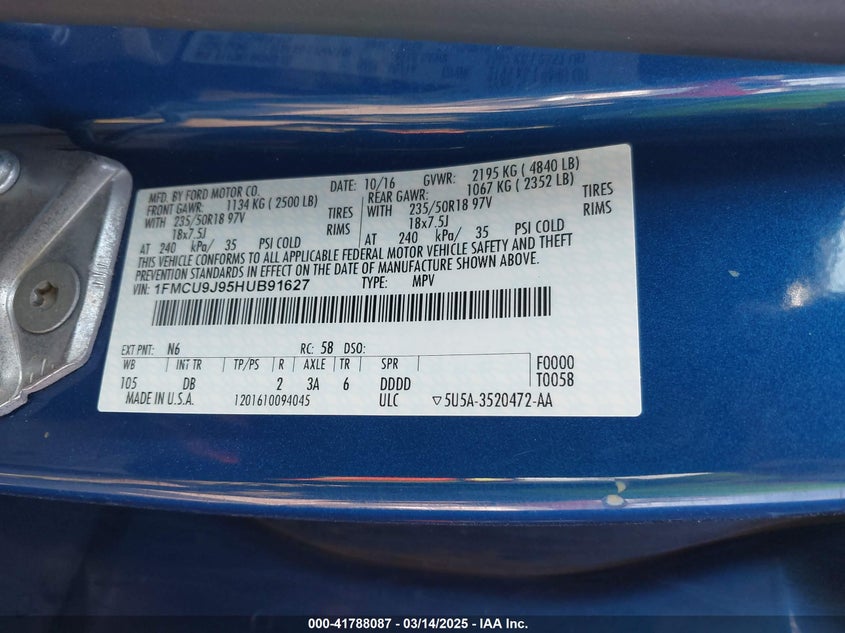 MFD. BY FORD MOTOR CO. DATE: 10/16 GVWR: 2195 KG ( 4840 LB)
FRONT GAWR: 1134 KG ( 2500 LB) REAR GAWR: 1067 KG ( 2352 LB)
WITH 235/50R18 97V TIRES WITH 235/50R18 97V TIRES
18x7.5J RIMS 18x7.5J RIMS
AT 240 kPa/ 35 PSI COLD AT 240 kPa/ 35 PSI COLD
THIS VEHICLE CONFORMS TO ALL APPLICABLE FEDERAL MOTOR VEHICLE SAFETY AND THEFT
PREVENTION STANDARDS IN EFFECT ON THE DATE OF MANUFACTURE SHOWN ABOVE.
VIN: 1FMCU9J95HUB91627 TYPE: MPV
EXT PNT: N6 RC: 58 DSO:
WB INT TR TP/PS R AXLE TR SPR F0000
105 DB 2 3A 6 DDDD T0058
MADE IN U.S.A. 1201610094045 ULC ▽5U5A-3520472-AA
000-41788087 - 03/14/2025 - IAA Inc.